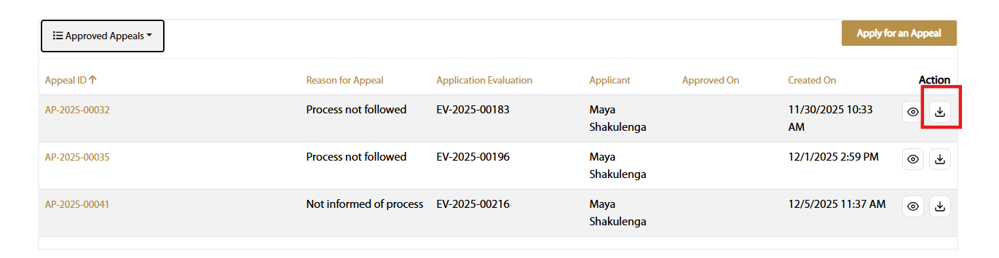 Approved Appeals
Apply for an Appeal
Appeal ID Reason for Appeal Application Evaluation Applicant Approved On Created On Action
AP-2025-00032 Process not followed EV-2025-00183 Maya 11/30/2025 10:33
Shakulenga AM
AP-2025-00035 Process not followed EV-2025-00196 Maya 12/1/2025 2:59 PM
Shakulenga
AP-2025-00041 Not informed of process EV-2025-00216 Maya 12/5/2025 11:37 AM
Shakulenga